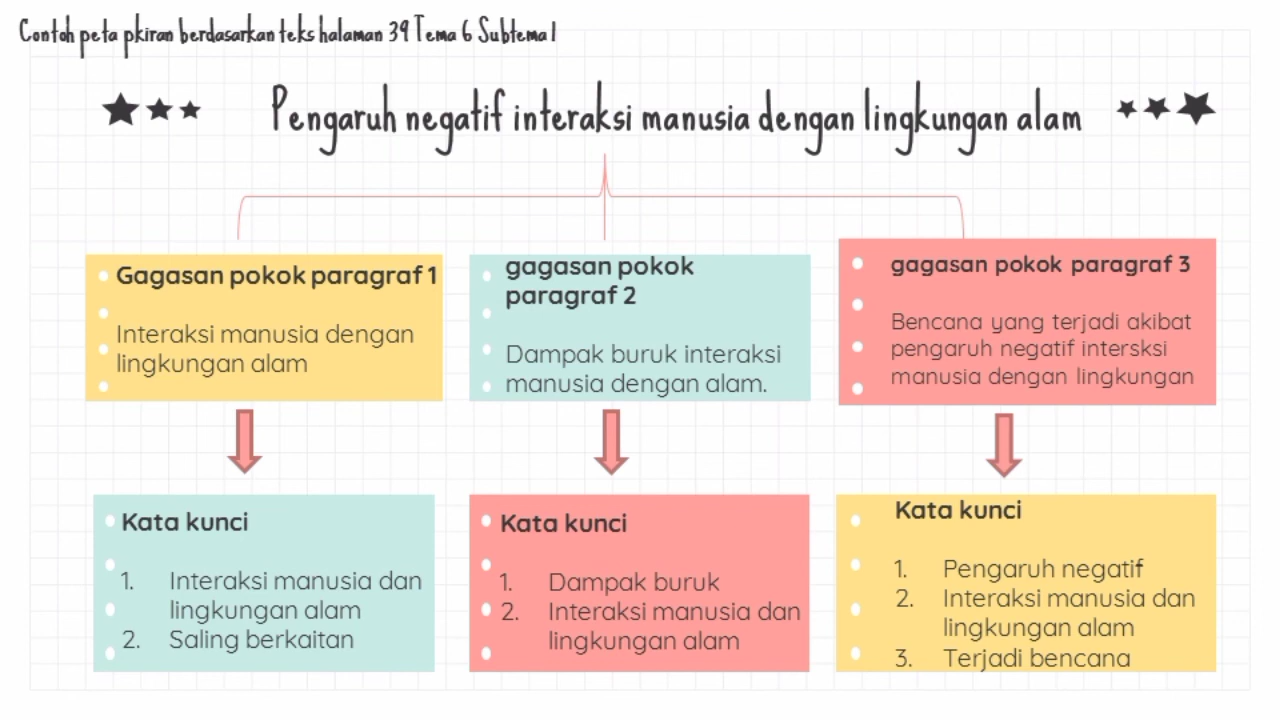 Contoh peta pkiran berdasarkan teks halaman 39 Tema 6 Subtema 1
Pengaruh negatif interaksi manusia dengan lingkungan alam
Gagasan pokok paragraf 1
Interaksi manusia dengan
lingkungan alam
gagasan pokok
paragraf 2
Dampak buruk interaksi
manusia dengan alam.
gagasan pokok paragraf 3
Bencana yang terjadi akibat
pengaruh negatif intersksi
manusia dengan lingkungan
Kata kunci
1. Interaksi manusia dan
lingkungan alam
2. Saling berkaitan
Kata kunci
1. Dampak buruk
2. Interaksi manusia dan
lingkungan alam
Kata kunci
1. Pengaruh negatif
2. Interaksi manusia dan
lingkungan alam
3. Terjadi bencana